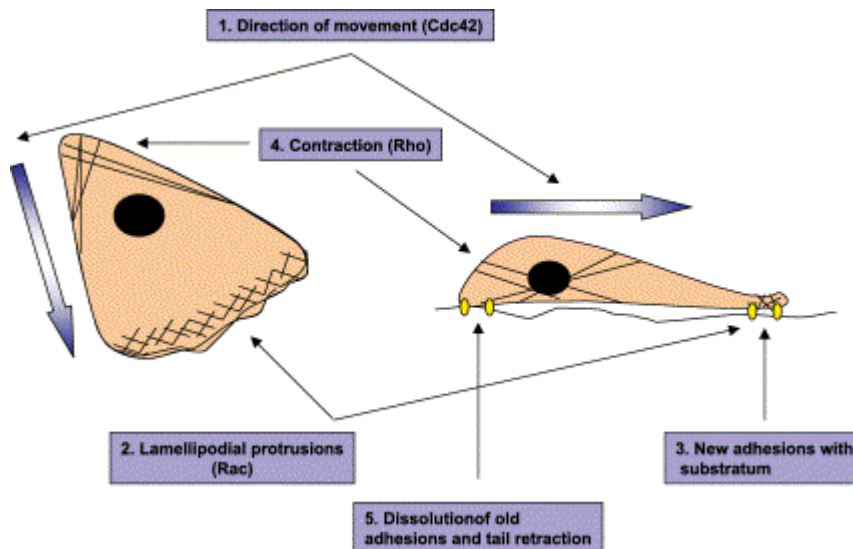 1. Direction of movement (Cdc42)
4. Contraction (Rho)
2. Lamellipodial protrusions
(Rac)
3. New adhesions with
substratum
5. Dissolutionof old
adhesions and tail retraction